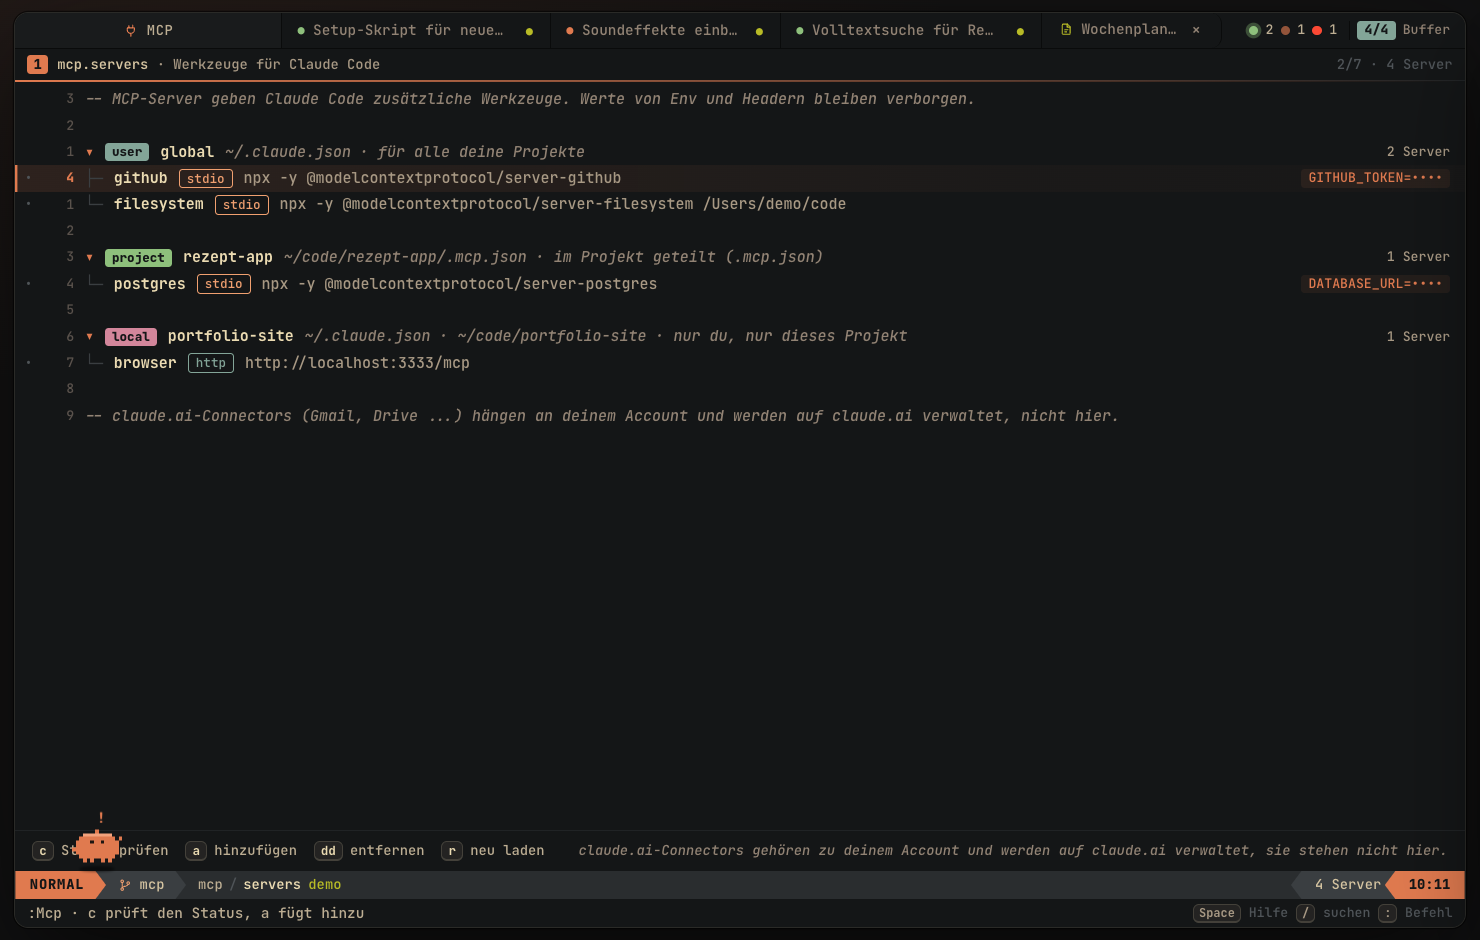 MCP
Setup-Skript für neue…
Soundeffekte einb…
Volltextsuche für Re…
Wochenplan… ×
2 1 1 4/4 Buffer
1 mcp.servers · Werkzeuge für Claude Code 2/7 · 4 Server
3 -- MCP-Server geben Claude Code zusätzliche Werkzeuge. Werte von Env und Headern bleiben verborgen.
2
1 ▾ user global ~/.claude.json · für alle deine Projekte 2 Server
4 github stdio npx -y @modelcontextprotocol/server-github GITHUB_TOKEN=••••
1 filesystem stdio npx -y @modelcontextprotocol/server-filesystem /Users/demo/code
2
3 ▾ project rezept-app ~/code/rezept-app/.mcp.json · im Projekt geteilt (.mcp.json) 1 Server
4 postgres stdio npx -y @modelcontextprotocol/server-postgres DATABASE_URL=••••
5
6 ▾ local portfolio-site ~/.claude.json · ~/code/portfolio-site · nur du, nur dieses Projekt 1 Server
7 browser http http://localhost:3333/mcp
8
9 -- claude.ai-Connectors (Gmail, Drive ...) hängen an deinem Account und werden auf claude.ai verwaltet, nicht hier.
!
c prüfen a hinzufügen dd entfernen r neu laden claude.ai-Connectors gehören zu deinem Account und werden auf claude.ai verwaltet, sie stehen nicht hier.
NORMAL mcp mcp / servers demo 4 Server 10:11
:Mcp · c prüft den Status, a fügt hinzu Space Hilfe / suchen : Befehl